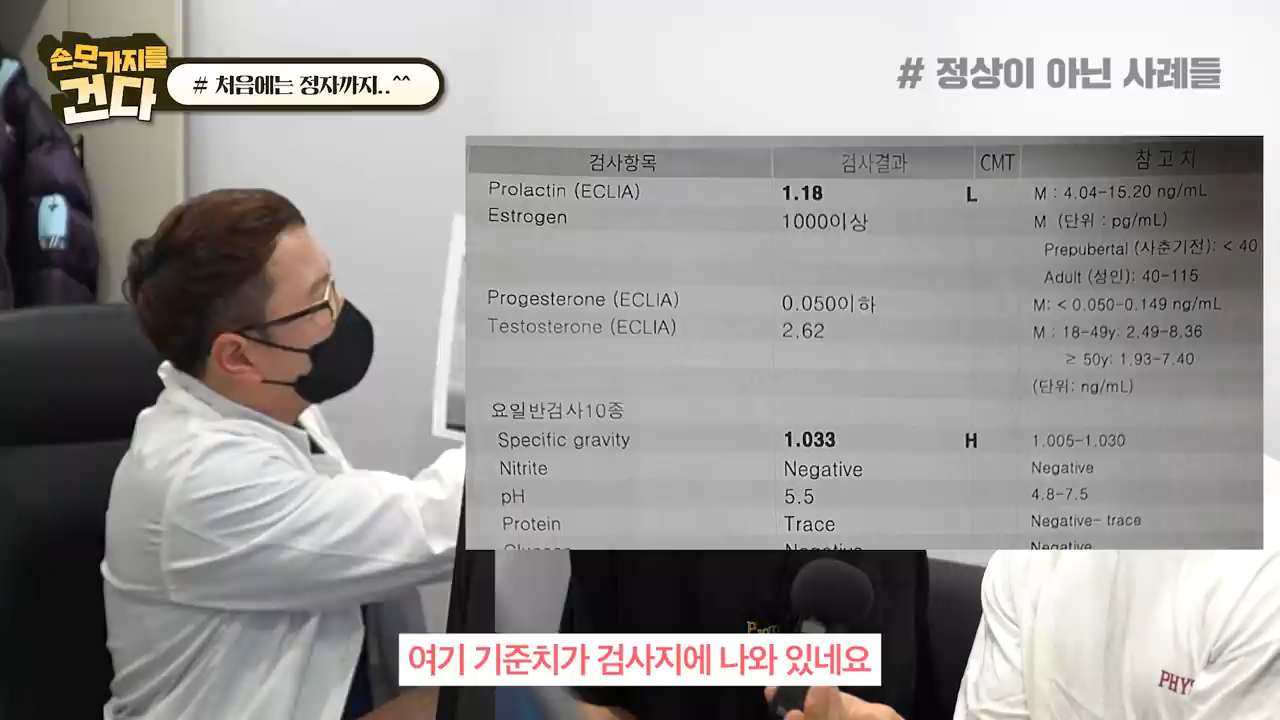 손모가지를
건다
# 처음에는 정자까지..^^
# 정상이 아닌 사례들
검사항목 검사결과 CMT 참고치
Prolactin (ECLIA) 1.18 L M : 4.04-15.20 ng/mL
Estrogen 1000이상 M (단위 : pg/mL)
Prepubertal (사춘기전): < 40
Adult (성인): 40-115
Progesterone (ECLIA) 0.050이하 M: < 0.050-0.149 ng/mL
Testosterone (ECLIA) 2.62 M : 18-49y: 2.49-8.36
≥ 50y: 1.93-7.40
(단위: ng/mL)
요일반검사10종
Specific gravity 1.033 H 1.005-1.030
Nitrite Negative Negative
pH 5.5 4.8-7.5
Protein Trace Negative- trace
Glucose Negative Negative
여기 기준치가 검사지에 나와 있네요